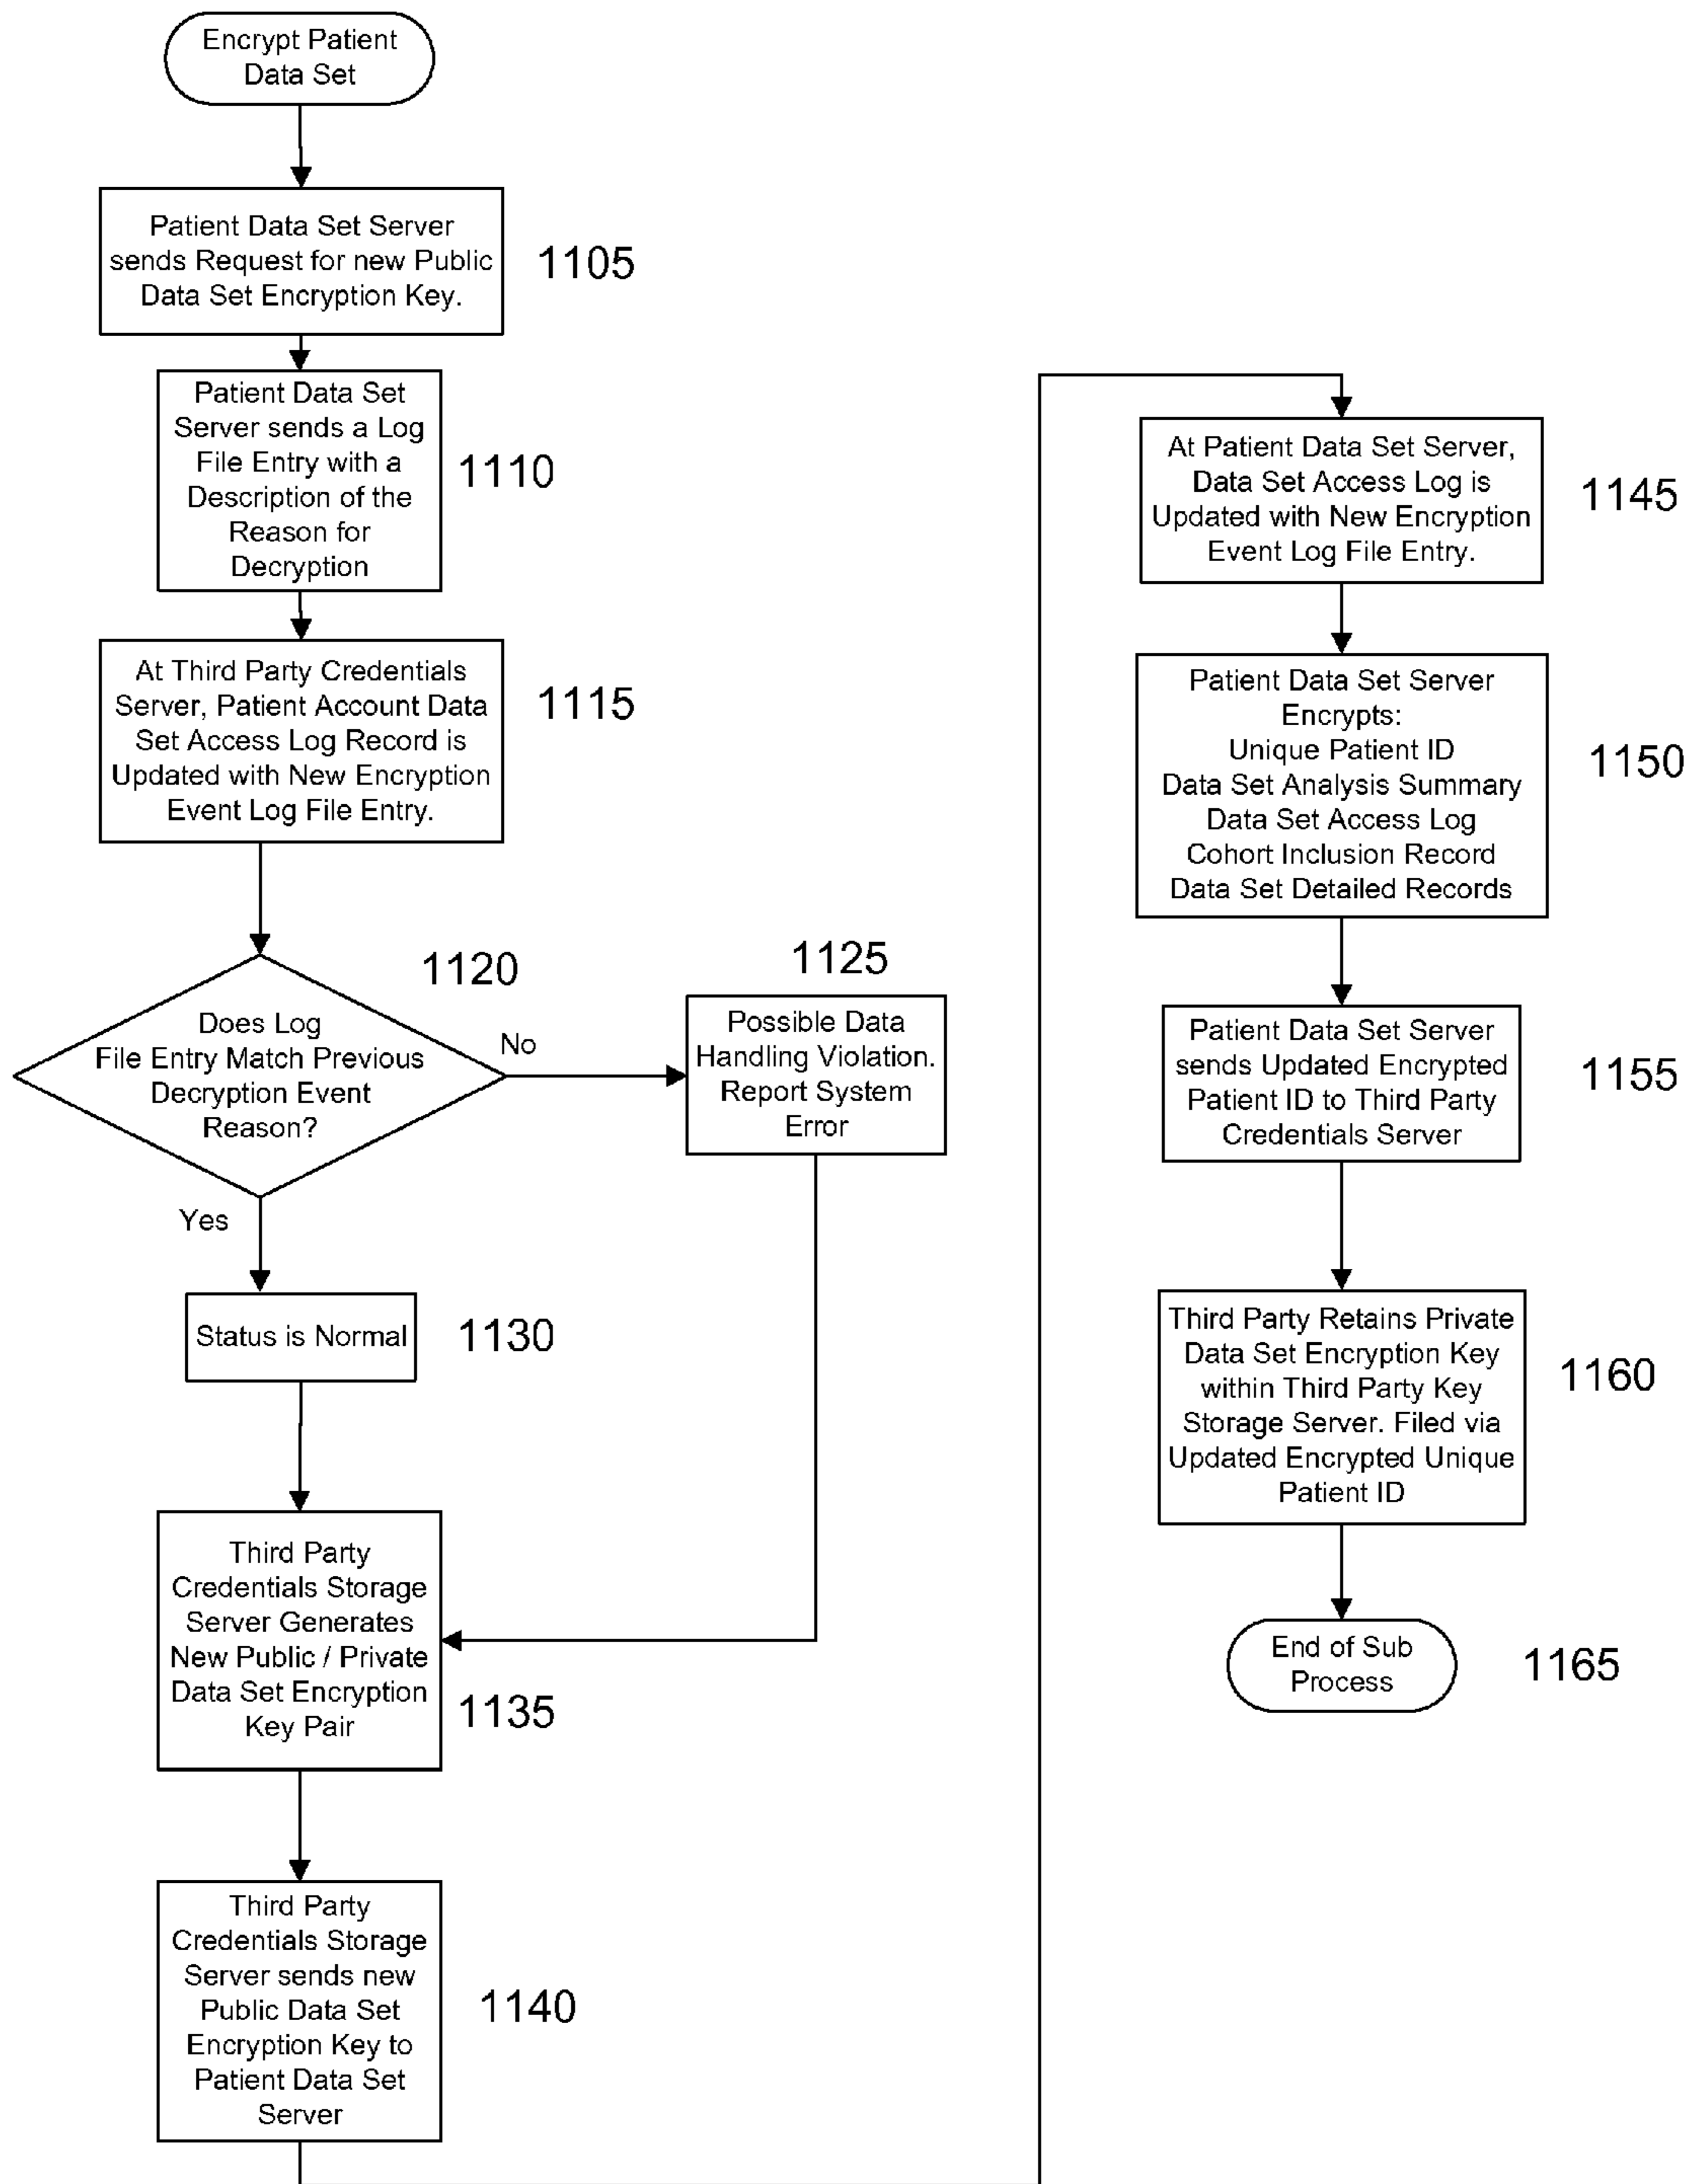 Encrypt Patient
Data Set
Patient Data Set Server
sends Request for new Public
Data Set Encryption Key.
1105
Patient Data Set
Server sends a Log
File Entry with a
Description of the
Reason for
Decryption
1110
At Third Party Credentials
Server, Patient Account Data
Set Access Log Record is
Updated with New Encryption
Event Log File Entry.
1115
1120
Does Log
File Entry Match Previous
Decryption Event
Reason?
No
1125
Possible Data
Handling Violation.
Report System
Error
Yes
Status is Normal
1130
Third Party
Credentials Storage
Server Generates
New Public / Private
Data Set Encryption
Key Pair
1135
Third Party
Credentials Storage
Server sends new
Public Data Set
Encryption Key to
Patient Data Set
Server
1140
At Patient Data Set Server,
Data Set Access Log is
Updated with New Encryption
Event Log File Entry.
1145
Patient Data Set Server
Encrypts:
Unique Patient ID
Data Set Analysis Summary
Data Set Access Log
Cohort Inclusion Record
Data Set Detailed Records
1150
Patient Data Set Server
sends Updated Encrypted
Patient ID to Third Party
Credentials Server
1155
Third Party Retains Private
Data Set Encryption Key
within Third Party Key
Storage Server. Filed via
Updated Encrypted Unique
Patient ID
1160
End of Sub
Process
1165